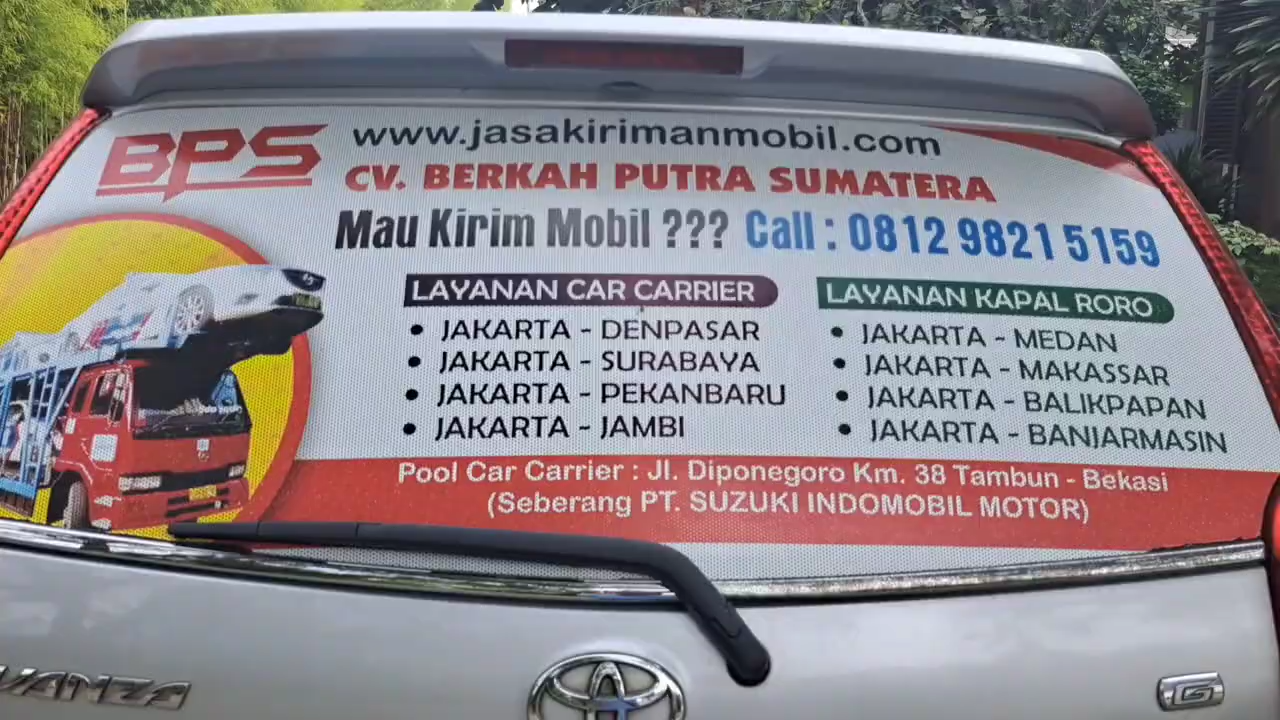 BPS
www.jasakirimanmobil.com
CV. BERKAH PUTRA SUMATERA
Mau Kirim Mobil ??? Call : 0812 9821 5159
LAYANAN CAR CARRIER
• JAKARTA - DENPASAR
• JAKARTA - SURABAYA
• JAKARTA - PEKANBARU
• JAKARTA - JAMBI
LAYANAN KAPAL RORO
• JAKARTA - MEDAN
• JAKARTA - MAKASSAR
• JAKARTA - BALIKPAPAN
• JAKARTA - BANJARMASIN
Pool Car Carrier : Jl. Diponegoro Km. 38 Tambun - Bekasi
(Seberang PT. SUZUKI INDOMOBIL MOTOR)
VANZA
G